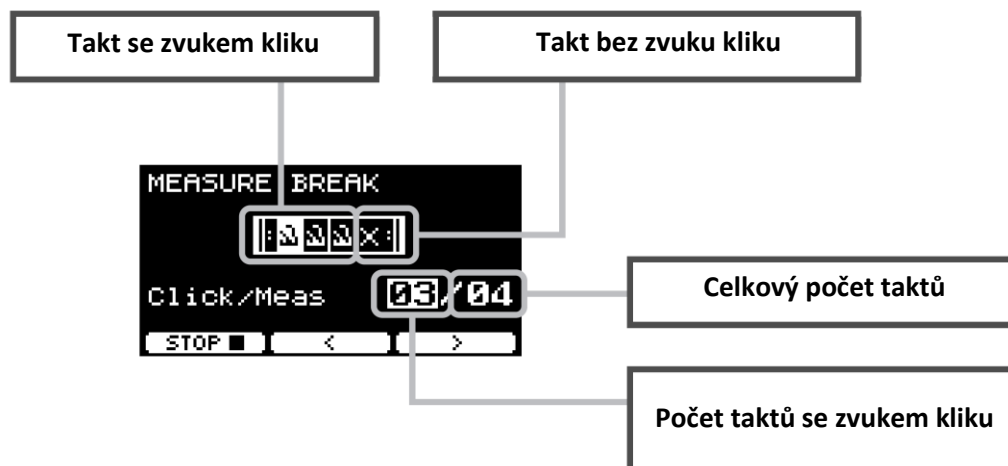 Takt se zvukem kliku
Takt bez zvuku kliku
MEASURE BREAK
Click/Meas 03/04
STOP ■ < >
Celkový počet taktů
Počet taktů se zvukem kliku